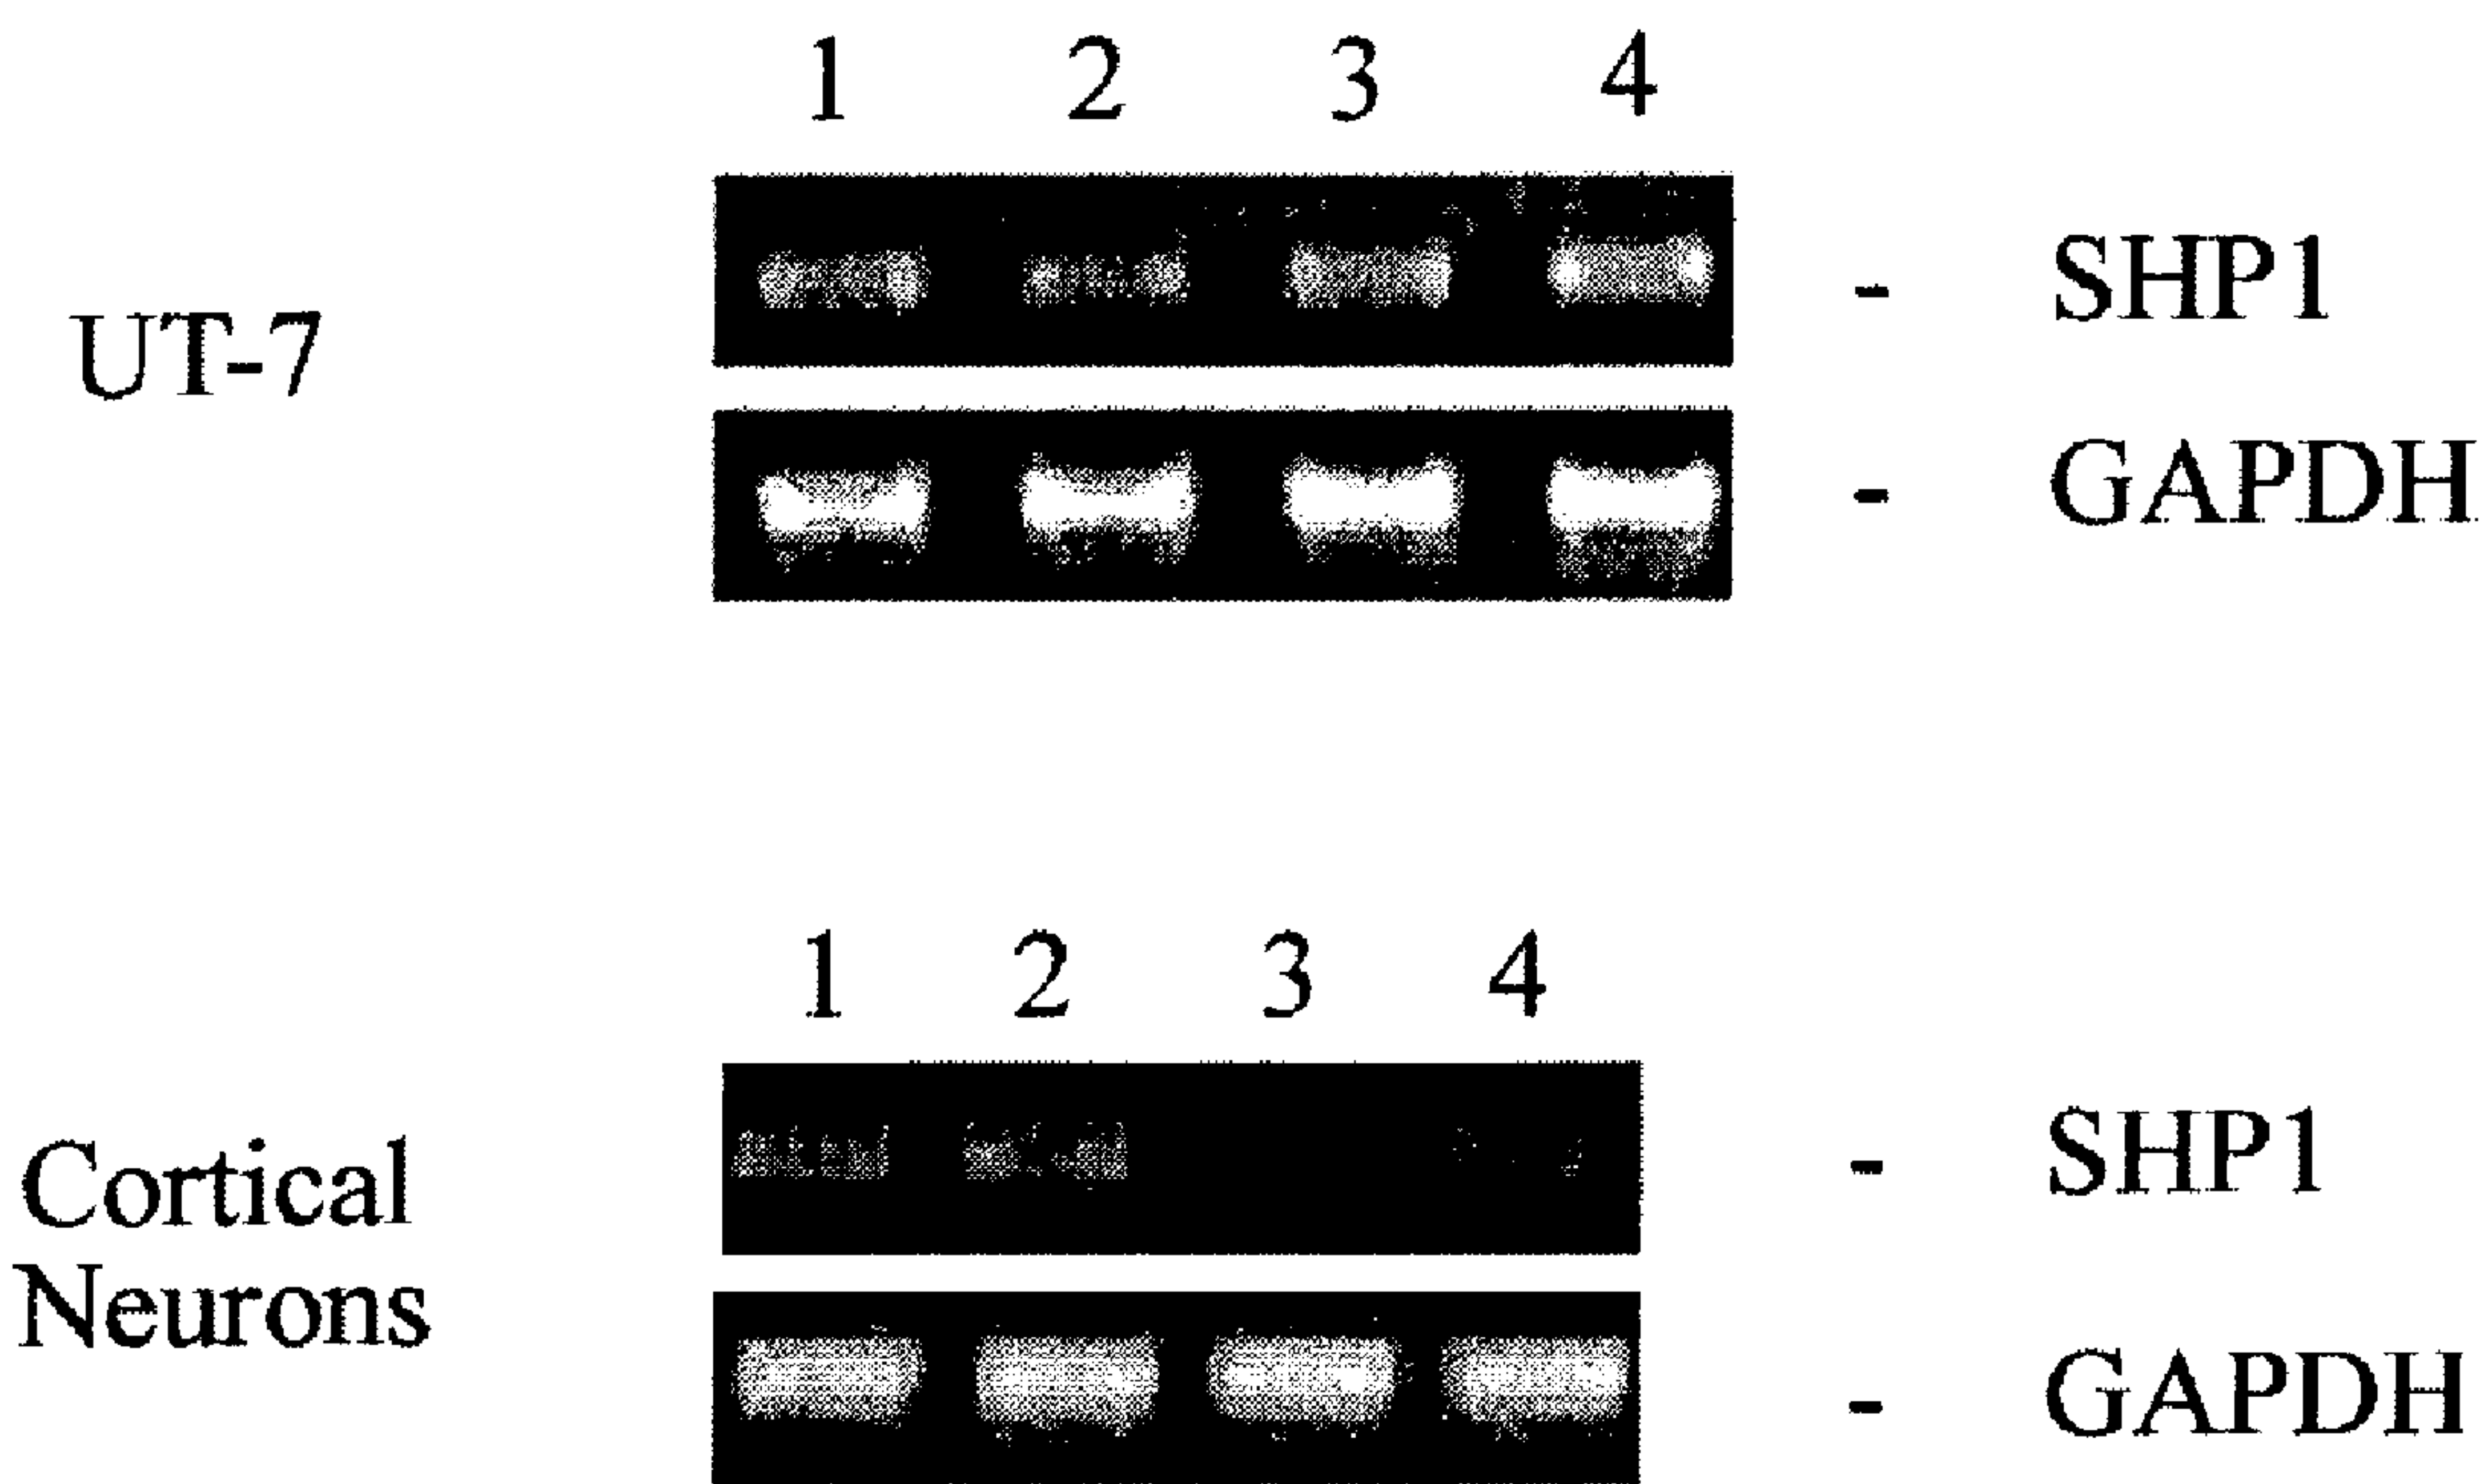 1 2 3 4
UT-7
- SHP1
- GAPDH
1 2 3 4
Cortical
Neurons
- SHP1
- GAPDH